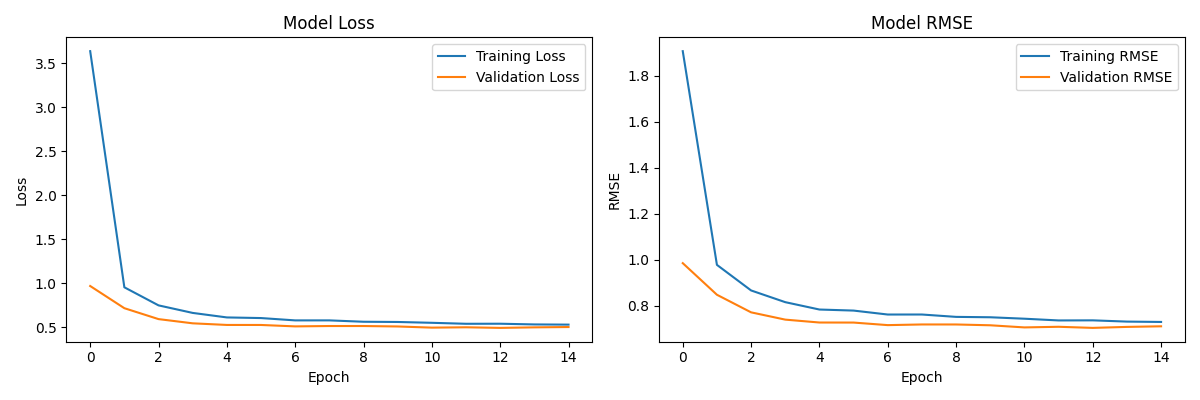 Model Loss
Training Loss
Validation Loss
3.5
3.0
2.5
2.0
1.5
1.0
0.5
Loss
0 2 4 6 8 10 12 14
Epoch
Model RMSE
Training RMSE
Validation RMSE
1.8
1.6
1.4
1.2
1.0
0.8
RMSE
0 2 4 6 8 10 12 14
Epoch